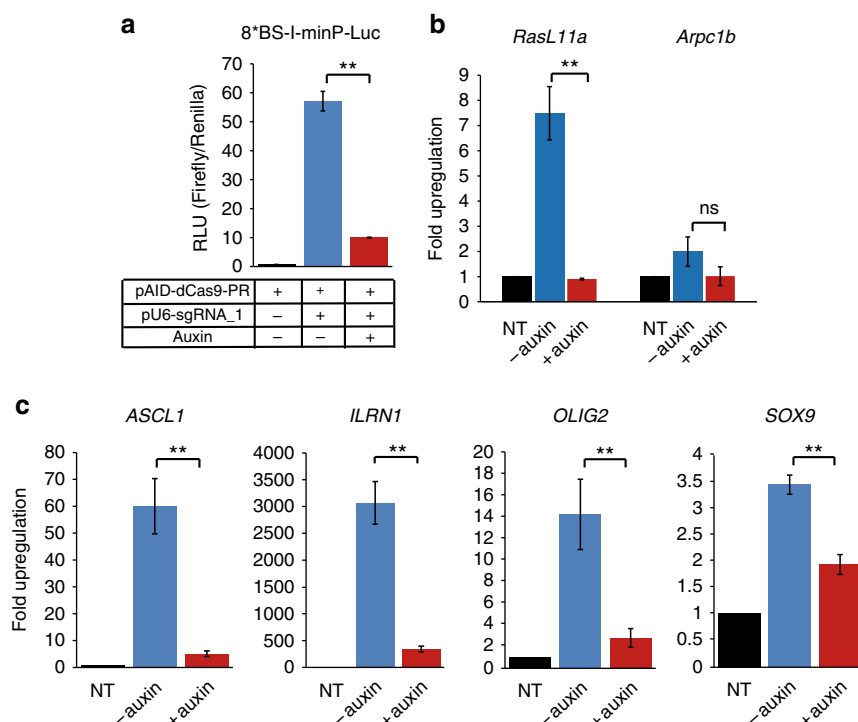 a
8*BS-I-minP-Luc
**
70
60
50
40
30
20
10
0
RLU (Firefly/Renilla)
pAID-dCas9-PR + + +
pU6-sgRNA_1 – + +
Auxin – – +
b
RasL11a Arpc1b
9
8
7
6
5
4
3
2
1
0
Fold upregulation
**
ns
NT –auxin +auxin NT –auxin +auxin
c
ASCL1
80
70
60
50
40
30
20
10
0
Fold upregulation
**
NT –auxin +auxin
ILRN1
4000
3500
3000
2500
2000
1500
1000
500
0
**
NT –auxin +auxin
OLIG2
20
18
16
14
12
10
8
6
4
2
0
**
NT –auxin +auxin
SOX9
4
3.5
3
2.5
2
1.5
1
0.5
0
**
NT –auxin +auxin